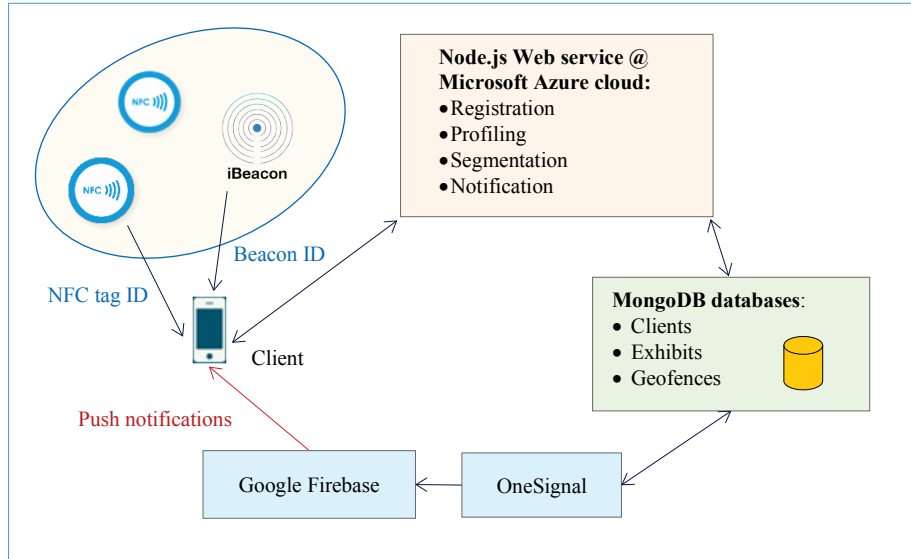 Node.js Web service @
Microsoft Azure cloud:
•Registration
•Profiling
•Segmentation
•Notification
NFC
NFC
iBeacon
Beacon ID
NFC tag ID
Client
MongoDB databases:
• Clients
• Exhibits
• Geofences
Push notifications
Google Firebase
OneSignal